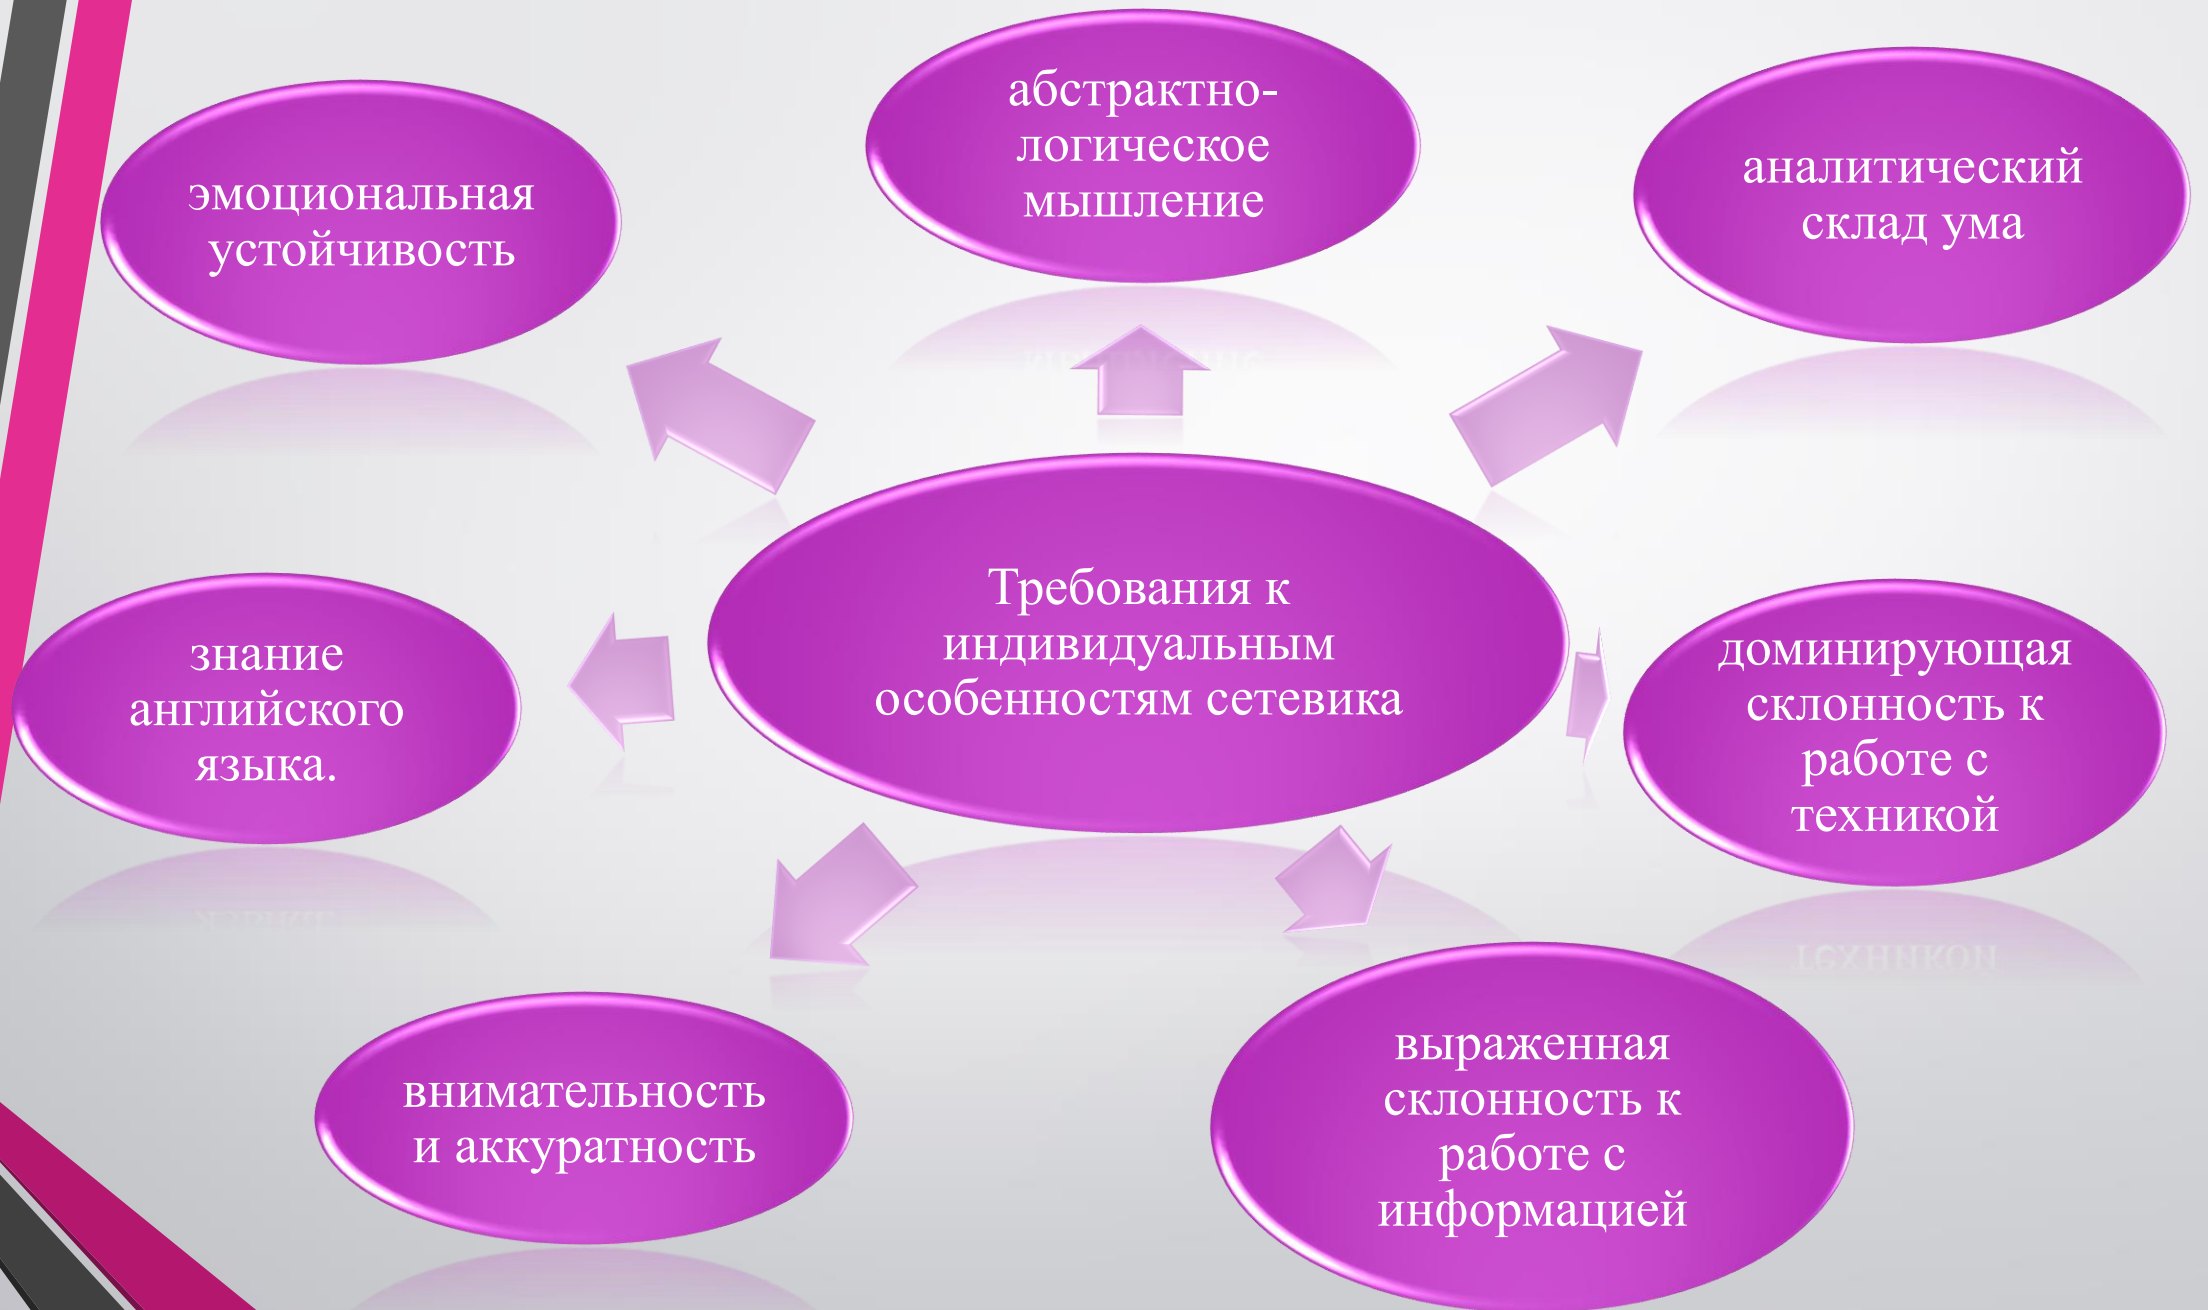 абстрактно-
логическое
мышление
аналитический
склад ума
эмоциональная
устойчивость
Требования к
индивидуальным
особенностям сетевика
знание
английского
языка.
доминирующая
склонность к
работе с
техникой
внимательность
и аккуратность
выраженная
склонность к
работе с
информацией